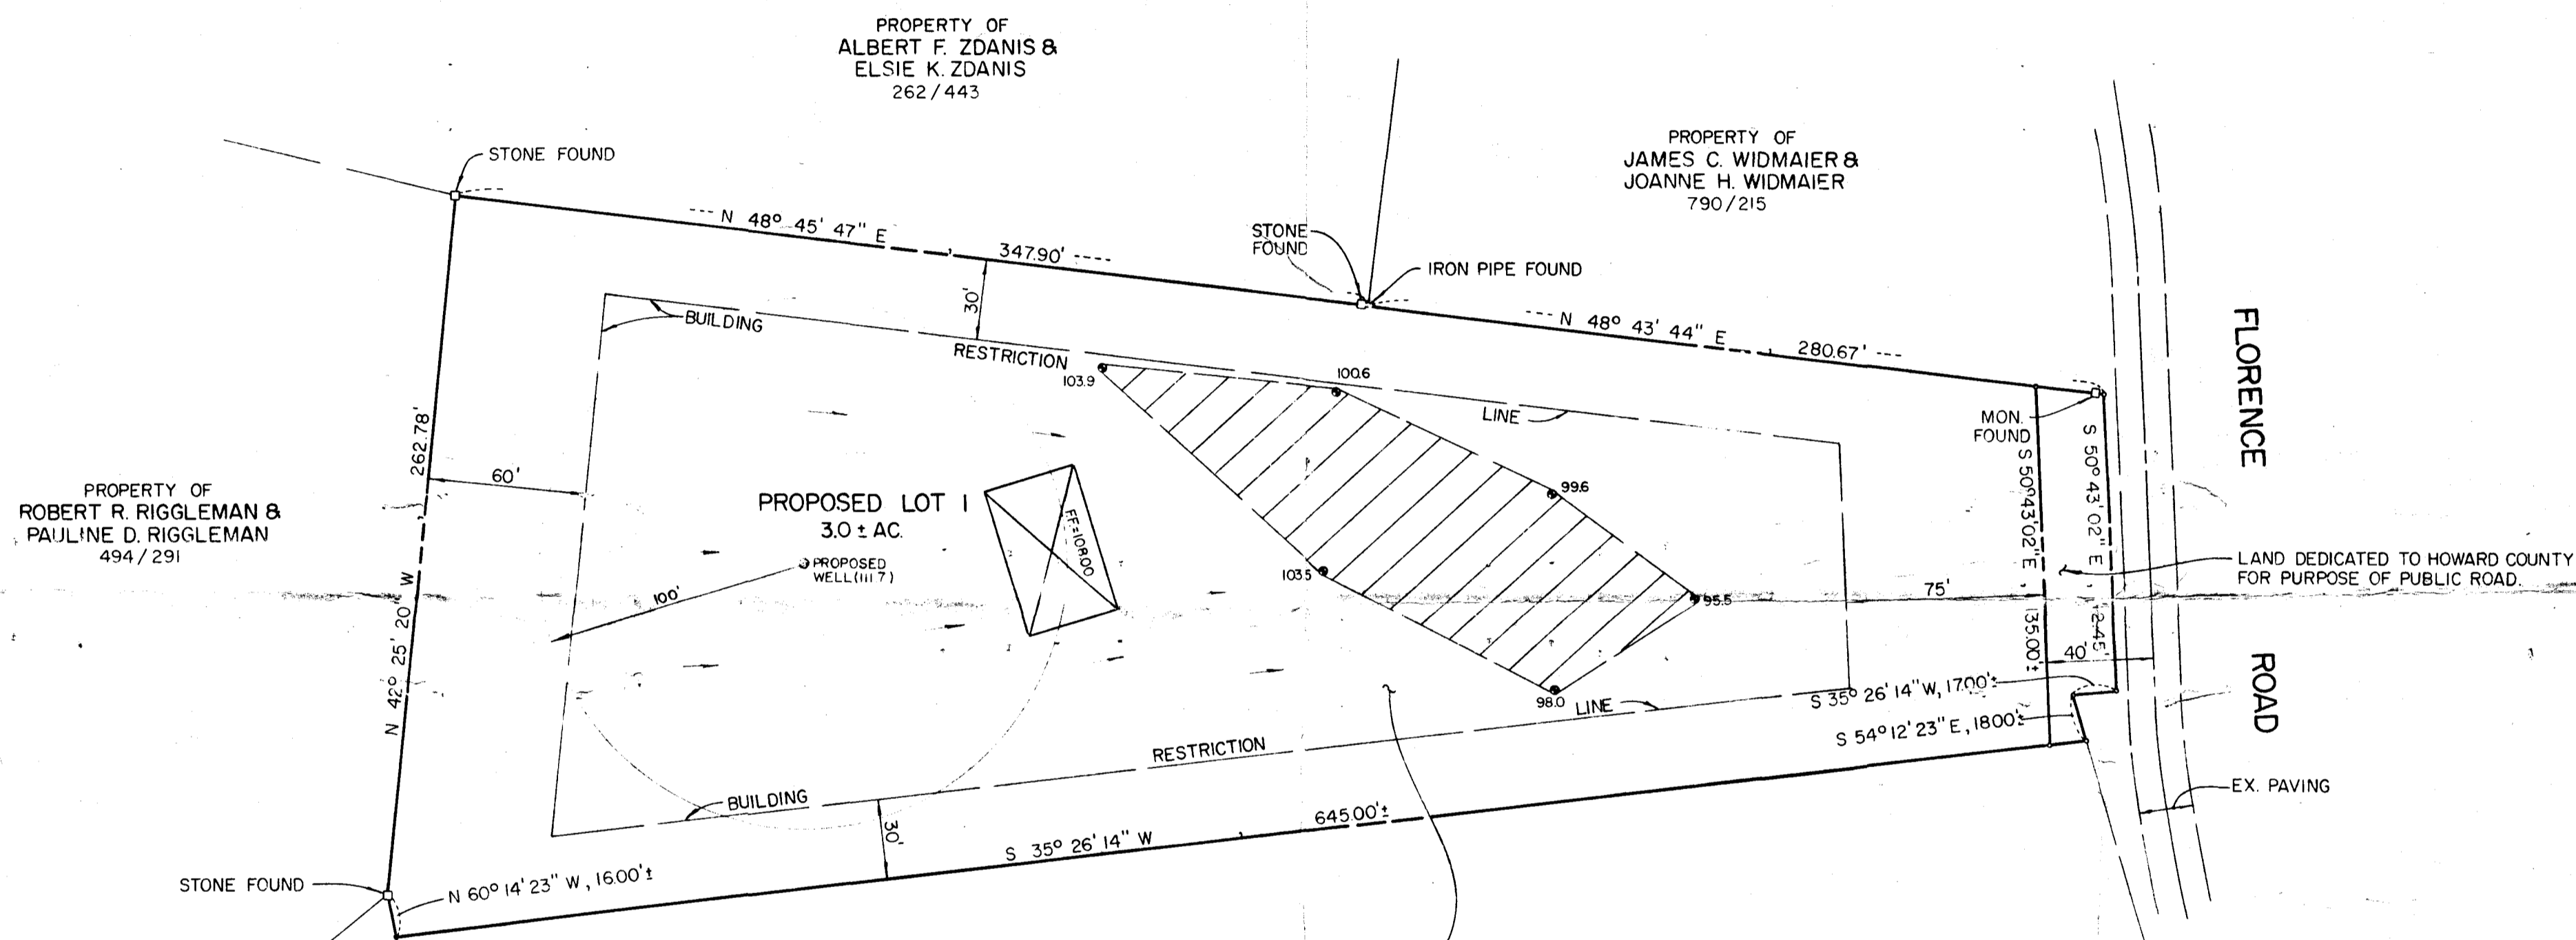 PROPERTY OF
ALBERT F. ZDANIS &
ELSIE K. ZDANIS
262/443
PROPERTY OF
JAMES C. WIDMAIER &
JOANNE H. WIDMAIER
790/215
STONE FOUND
N 48° 45' 47" E
347.90'
STONE
FOUND
IRON PIPE FOUND
N 48° 43' 44" E
280.67'
30'
BUILDING
RESTRICTION
LINE
103.9
100.6
99.6
103.5
95.5
98.0
MON.
FOUND
FLORENCE
ROAD
S 50° 43' 02" E
S 50° 43' 02" E
135.00'±
2.45'
262.78'
N 42° 25' 20" W
60'
PROPERTY OF
ROBERT R. RIGGLEMAN &
PAULINE D. RIGGLEMAN
494/291
PROPOSED LOT 1
3.0 ± AC.
PROPOSED
WELL (111 7)
100'
FF=108.00
LAND DEDICATED TO HOWARD COUNTY
FOR PURPOSE OF PUBLIC ROAD.
75'
40'
S 35° 26' 14" W, 17.00'±
S 54° 12' 23" E, 18.00'±
LINE
RESTRICTION
BUILDING
EX. PAVING
30'
645.00'±
S 35° 26' 14" W
STONE FOUND
N 60° 14' 23" W, 16.00'±